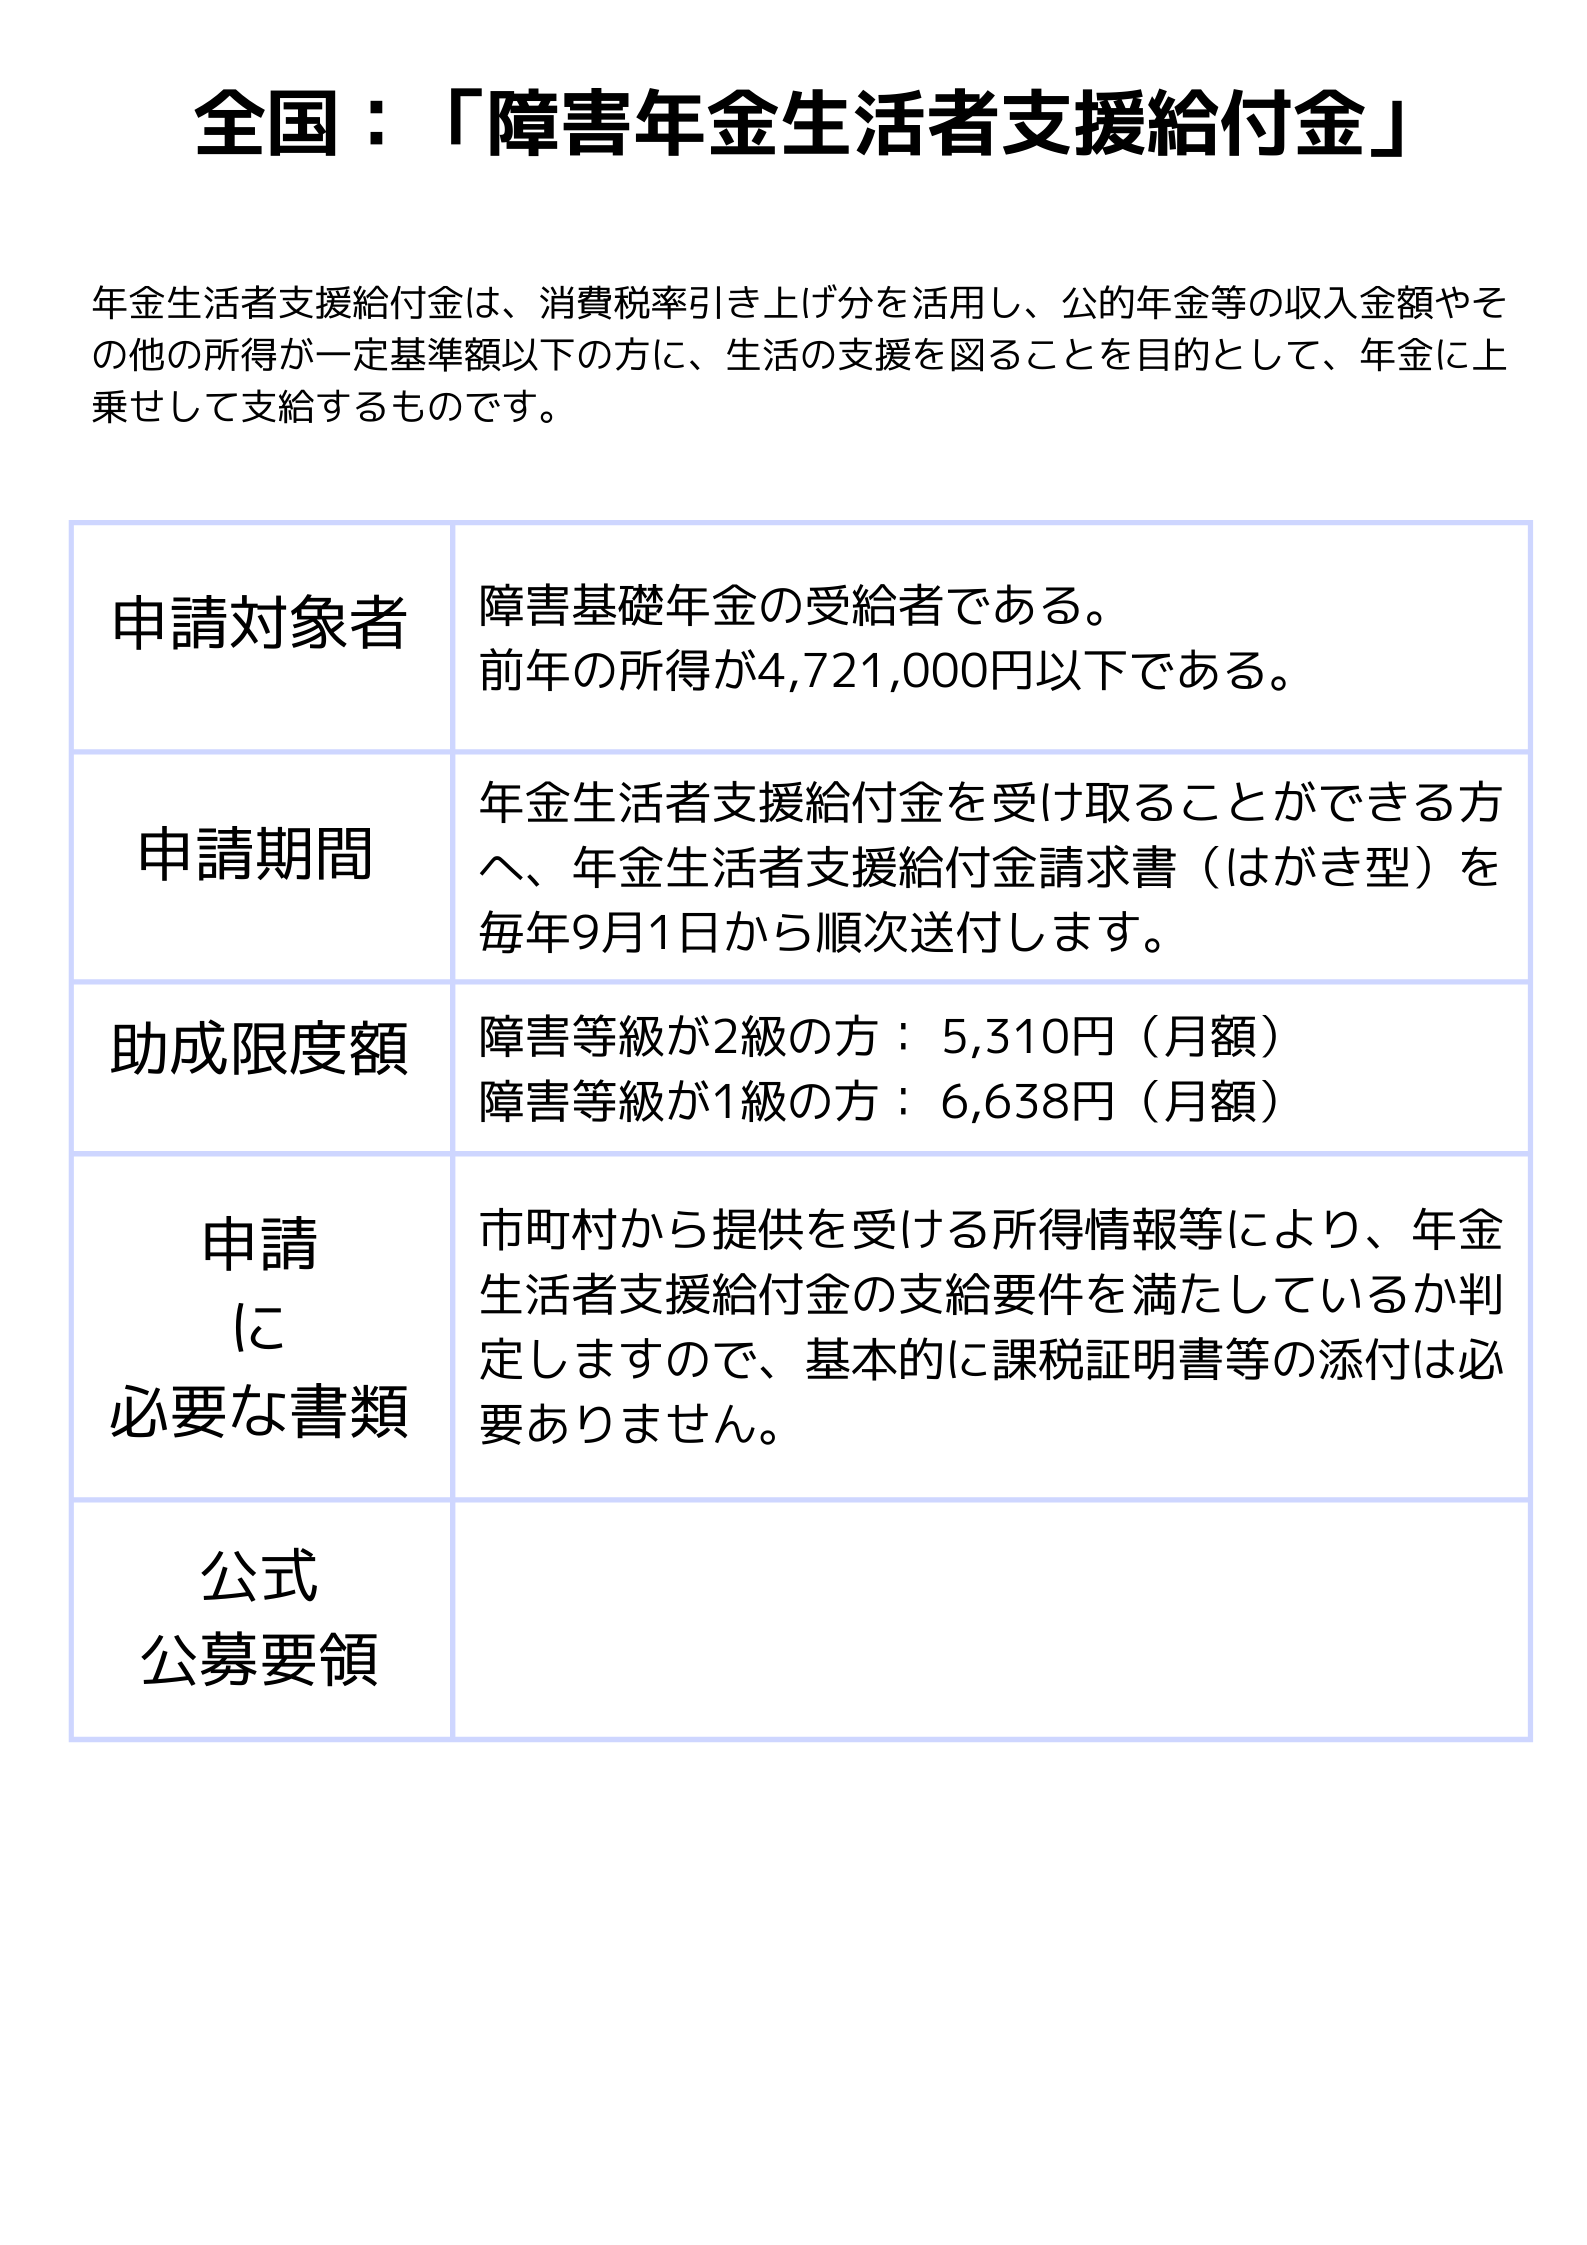 全国：「障害年金生活者支援給付金」
年金生活者支援給付金は、消費税率引き上げ分を活用し、公的年金等の収入金額やそ
の他の所得が一定基準額以下の方に、生活の支援を図ることを目的として、年金に上
乗せして支給するものです。
申請対象者
障害基礎年金の受給者である。
前年の所得が4,721,000円以下である。
申請期間
年金生活者支援給付金を受け取ることができる方
へ、年金生活者支援給付金請求書（はがき型）を
毎年9月1日から順次送付します。
助成限度額
障害等級が2級の方： 5,310円（月額）
障害等級が1級の方： 6,638円（月額）
申請
に
必要な書類
市町村から提供を受ける所得情報等により、年金
生活者支援給付金の支給要件を満たしているか判
定しますので、基本的に課税証明書等の添付は必
要ありません。
公式
公募要領